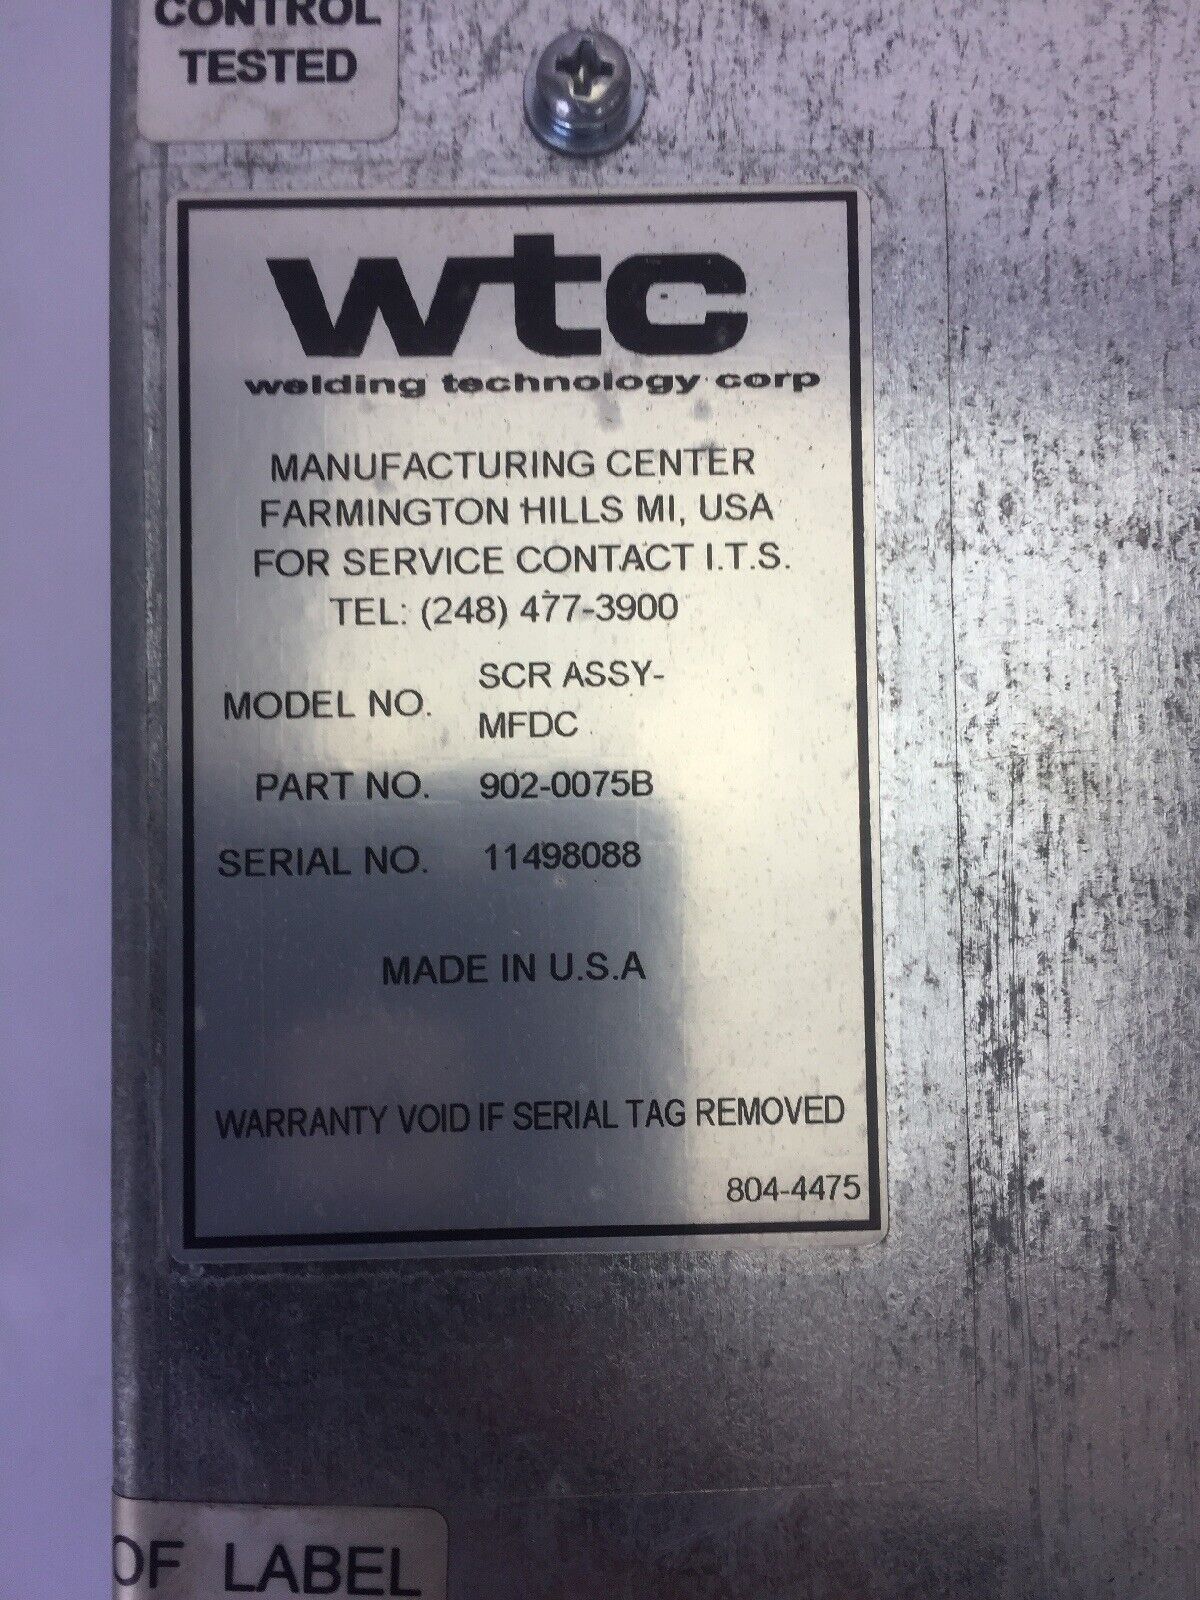 CONTROL
TESTED
wtc
welding technology corp
MANUFACTURING CENTER
FARMINGTON HILLS MI, USA
FOR SERVICE CONTACT I.T.S.
TEL: (248) 477-3900
MODEL NO. SCR ASSY-
MFDC
PART NO. 902-0075B
SERIAL NO. 11498088
MADE IN U.S.A
WARRANTY VOID IF SERIAL TAG REMOVED
804-4475
OF LABEL